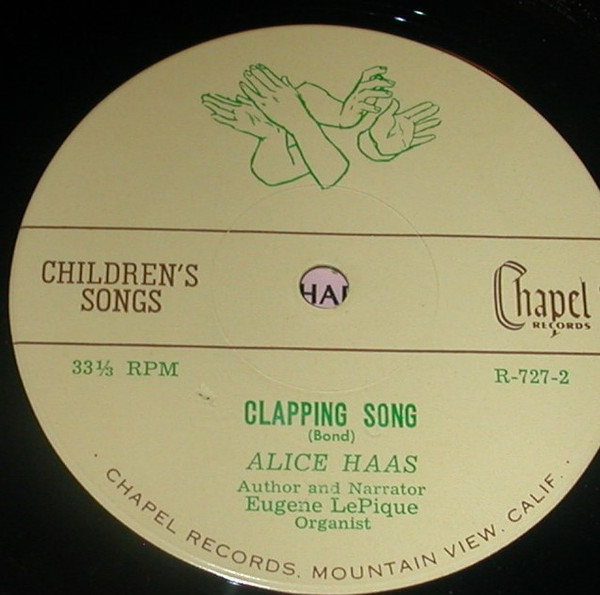 CHILDREN'S
SONGS
Chapel
RECORDS
HA
33⅓ RPM
R-727-2
CLAPPING SONG
(Bond)
ALICE HAAS
Author and Narrator
Eugene LePique
Organist
CHAPEL RECORDS. MOUNTAIN VIEW. CALIF.